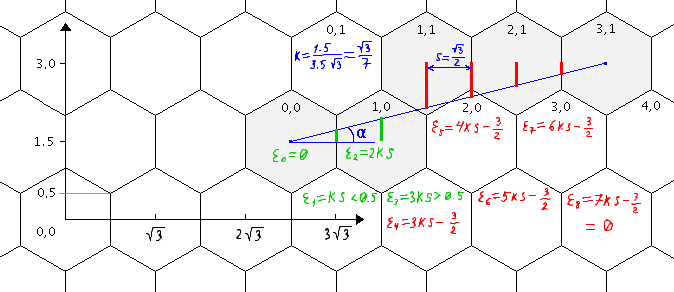 0,1
1,1
2,1
3,1
K = 1.5 / 3.5√3 = √3 / 7
S = √3 / 2
3,0
0,0
1,0
2,0
3,0
4,0
α
ε₅ = 4KS - 3/2
ε₇ = 6KS - 3/2
1.5
ε₀ = 0
ε₂ = 2KS
0,5
ε₁ = KS < 0.5
ε₃ = 3KS > 0.5
ε₆ = 5KS - 3/2
ε₈ = 7KS - 3/2
= 0
ε₄ = 3KS - 3/2
0,0
√3
2√3
3√3